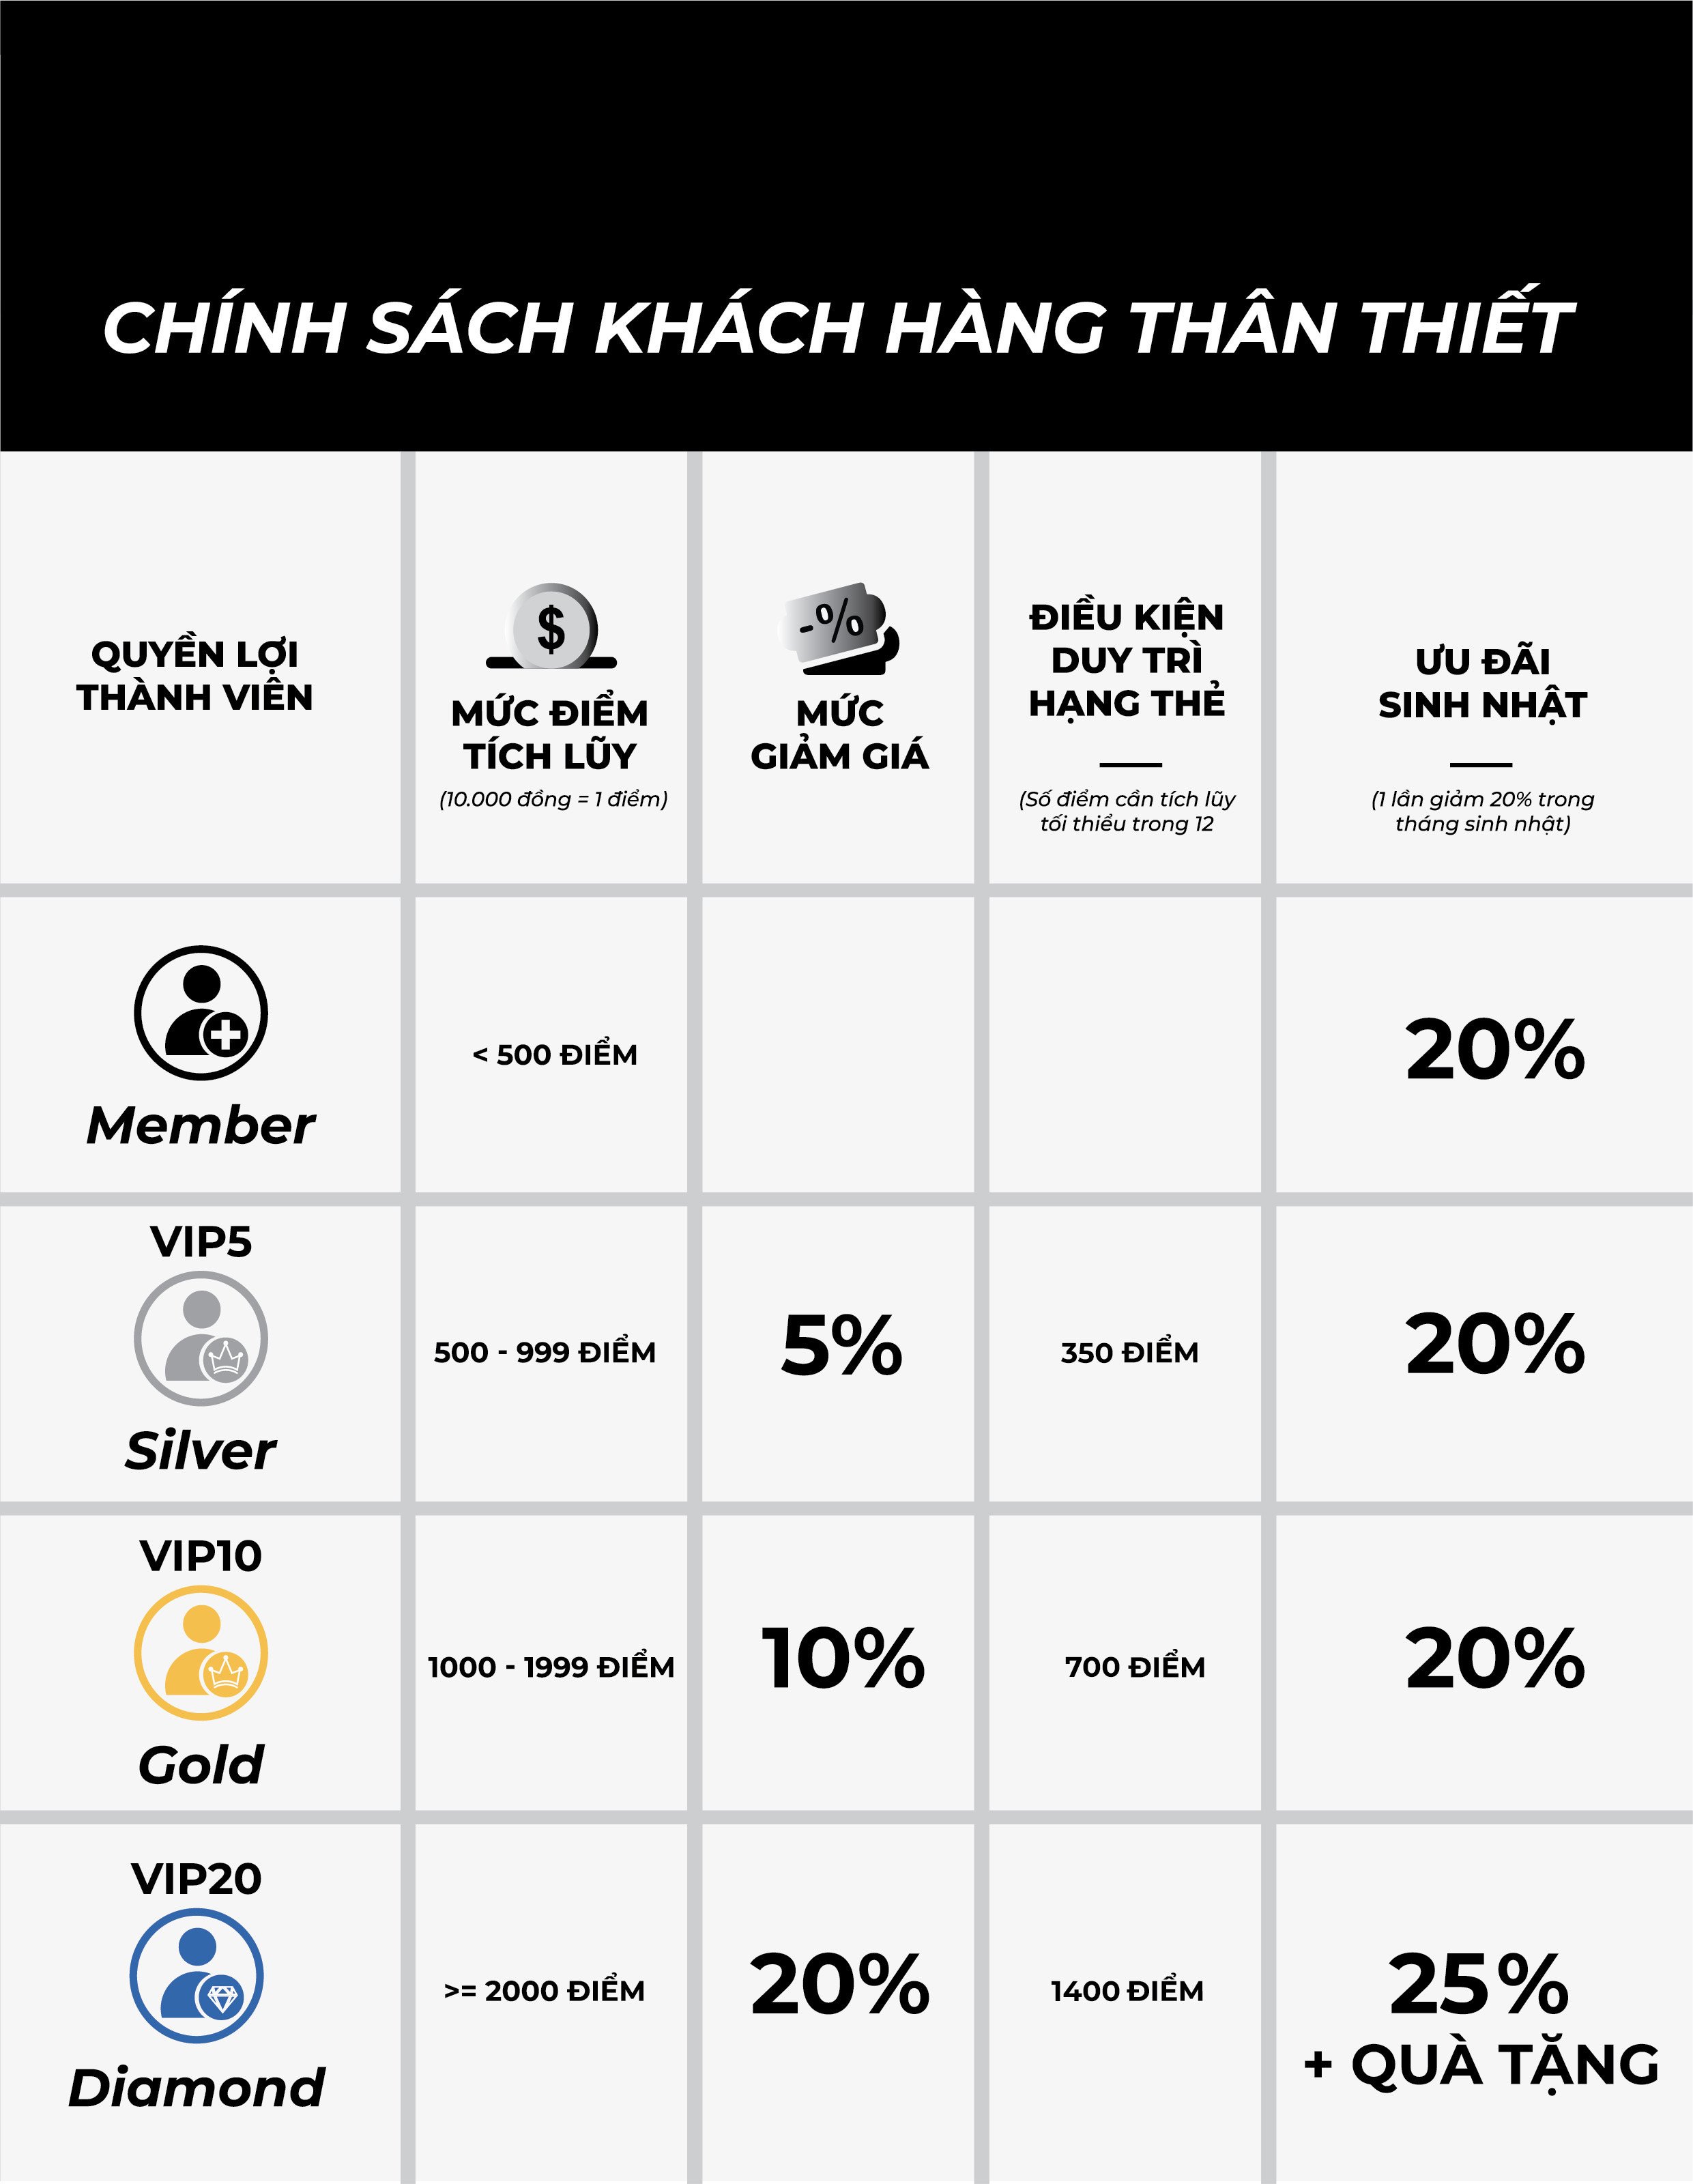 CHÍNH SÁCH KHÁCH HÀNG THÂN THIẾT
QUYỀN LỢI
THÀNH VIÊN
$
MỨC ĐIỂM
TÍCH LŨY
(10.000 đồng = 1 điểm)
-%
MỨC
GIẢM GIÁ
ĐIỀU KIỆN
DUY TRÌ
HẠNG THẺ
(Số điểm cần tích lũy
tối thiểu trong 12
ƯU ĐÃI
SINH NHẬT
(1 lần giảm 20% trong
tháng sinh nhật)
Member
< 500 ĐIỂM
20%
VIP5
Silver
500 - 999 ĐIỂM
5%
350 ĐIỂM
20%
VIP10
Gold
1000 - 1999 ĐIỂM
10%
700 ĐIỂM
20%
VIP20
Diamond
>= 2000 ĐIỂM
20%
1400 ĐIỂM
25%
+ QUÀ TẶNG